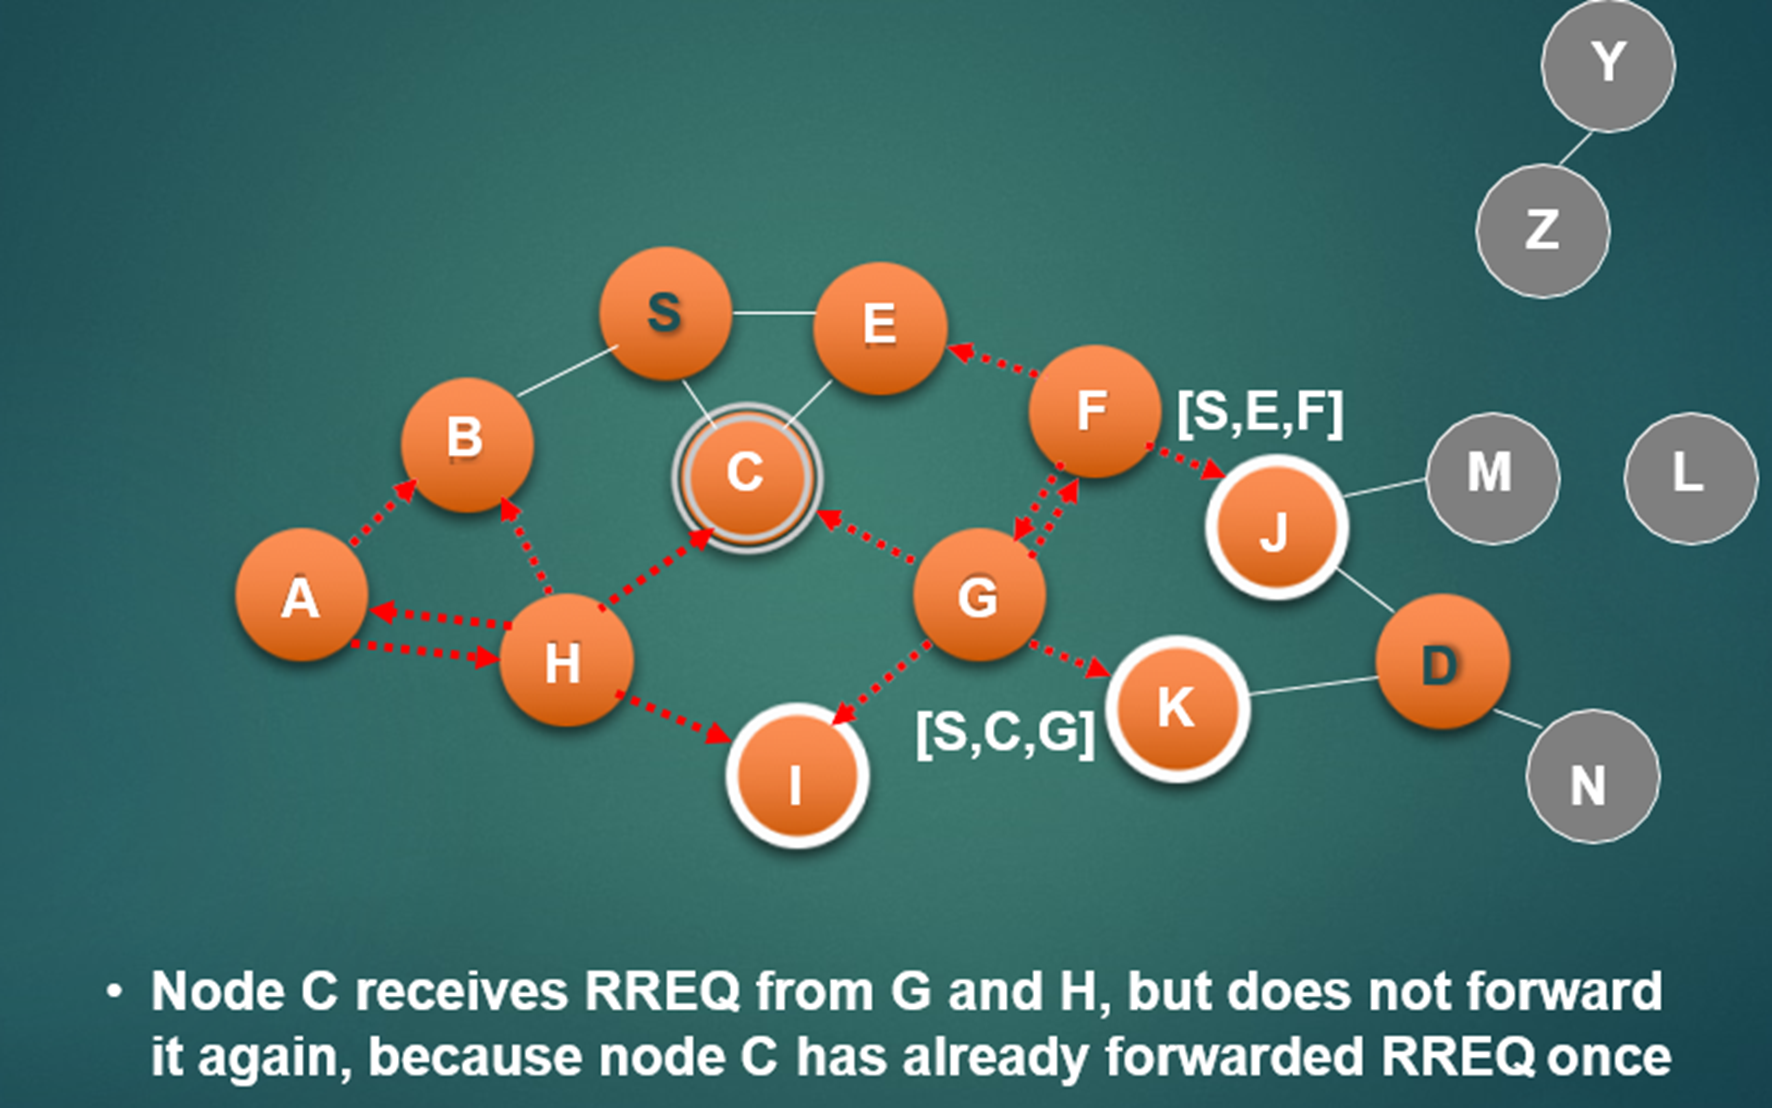 Y
Z
S
E
F
[S,E,F]
B
C
M
L
J
A
G
H
D
K
[S,C,G]
I
N
• Node C receives RREQ from G and H, but does not forward
it again, because node C has already forwarded RREQ once